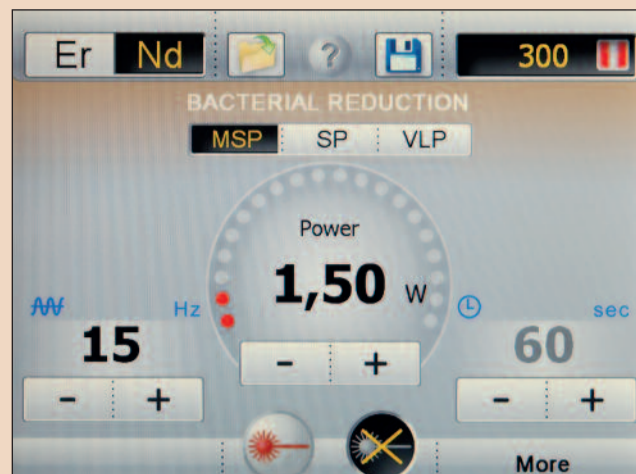 Er Nd ? 300
BACTERIAL REDUCTION
MSP SP VLP
Power
1,50 W
Hz sec
15 60
- + - + - +
More